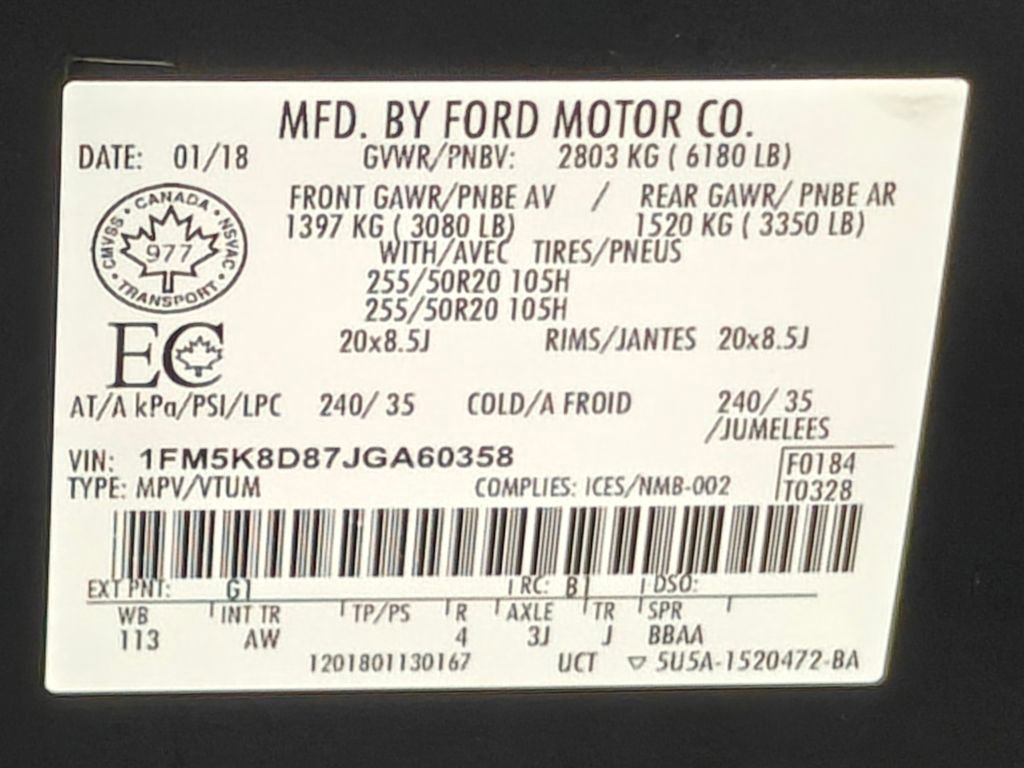 MFD. BY FORD MOTOR CO.
DATE: 01/18 GVWR/PNBV: 2803 KG ( 6180 LB)
FRONT GAWR/PNBE AV / REAR GAWR/ PNBE AR
1397 KG ( 3080 LB) 1520 KG ( 3350 LB)
CANADA
CMVSS • NSVAC
977
TRANSPORT
WITH/AVEC TIRES/PNEUS
255/50R20 105H
255/50R20 105H
EC
20x8.5J RIMS/JANTES 20x8.5J
AT/A kPa/PSI/LPC 240/ 35 COLD/A FROID 240/ 35
/JUMELEES
VIN: 1FM5K8D87JGA60358 F0184
TYPE: MPV/VTUM COMPLIES: ICES/NMB-002 T0328
EXT PNT: G1 RC: B1 DSO:
WB INT TR TP/PS R AXLE TR SPR
113 AW 4 3J J BBAA
1201801130167 UCT ▽ 5U5A-1520472-BA